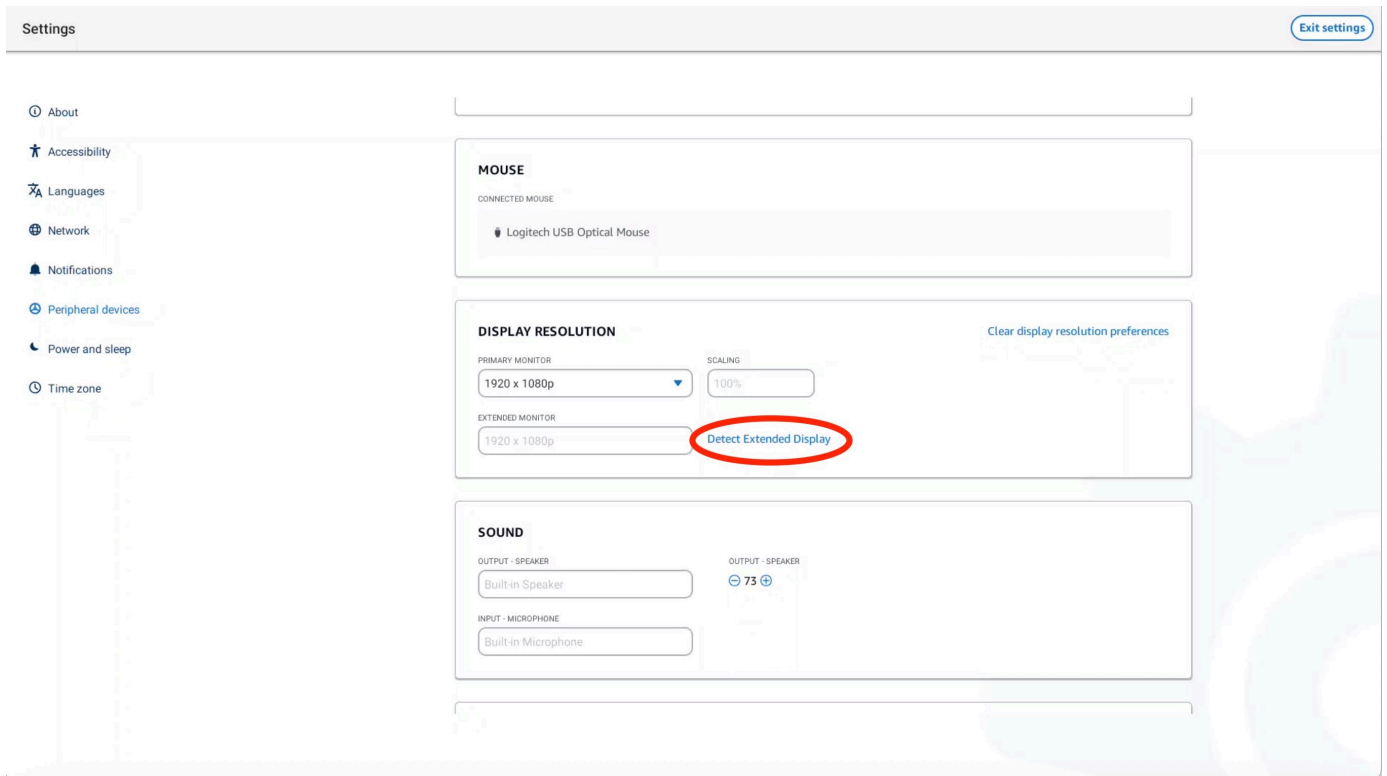 Settings
Exit settings
About
Accessibility
Languages
Network
Notifications
Peripheral devices
Power and sleep
Time zone
MOUSE
CONNECTED MOUSE
Logitech USB Optical Mouse
DISPLAY RESOLUTION
Clear display resolution preferences
PRIMARY MONITOR
SCALING
1920 x 1080p
100%
EXTENDED MONITOR
1920 x 1080p
Detect Extended Display
SOUND
OUTPUT - SPEAKER
OUTPUT - SPEAKER
Built-in Speaker
73
INPUT - MICROPHONE
Built-in Microphone